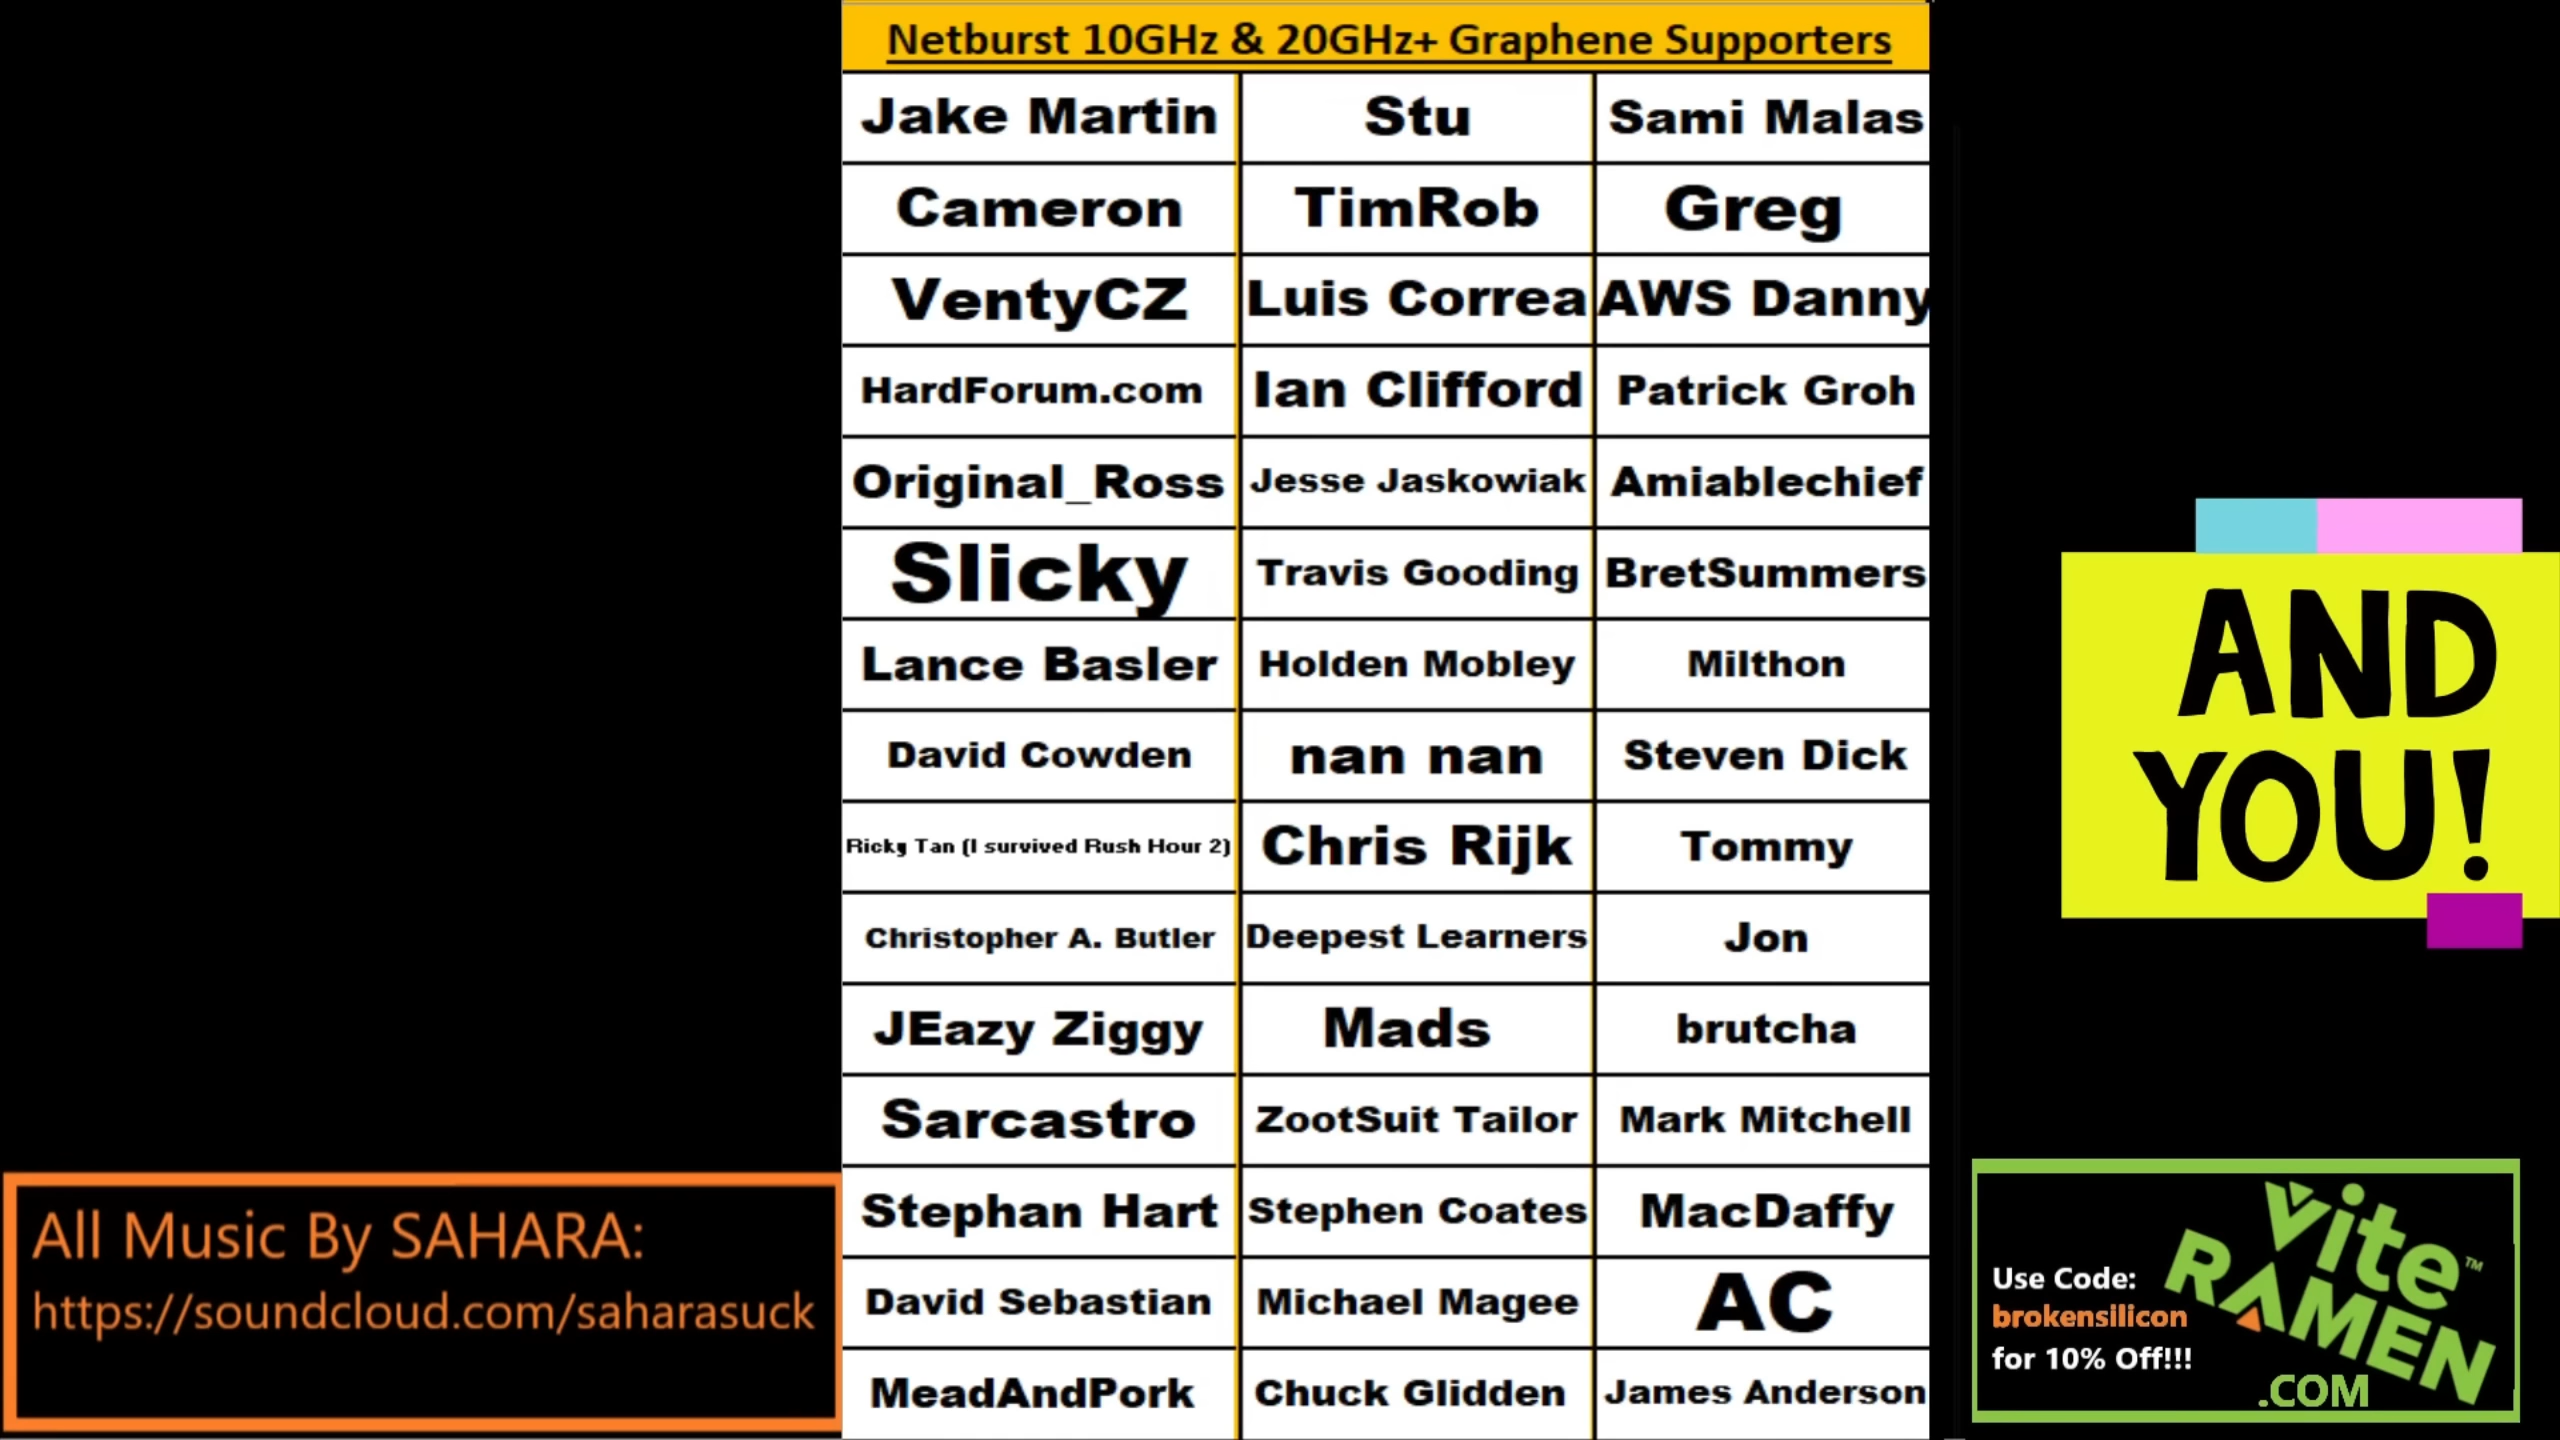 Netburst 10GHz & 20GHz+ Graphene Supporters
Jake Martin Stu Sami Malas
Cameron TimRob Greg
VentyCZ Luis Correa AWS Danny
HardForum.com Ian Clifford Patrick Groh
Original_Ross Jesse Jaskowiak Amiablechief
Slicky Travis Gooding BretSummers
Lance Basler Holden Mobley Milthon
David Cowden nan nan Steven Dick
Ricky Tan (I survived Rush Hour 2) Chris Rijk Tommy
Christopher A. Butler Deepest Learners Jon
JEazy Ziggy Mads brutcha
Sarcastro ZootSuit Tailor Mark Mitchell
Stephan Hart Stephen Coates MacDaffy
David Sebastian Michael Magee AC
MeadAndPork Chuck Glidden James Anderson
All Music By SAHARA:
https://soundcloud.com/saharasuck
AND
YOU!
Use Code:
brokensilicon
for 10% Off!!!
Vite™
RAMEN
.COM